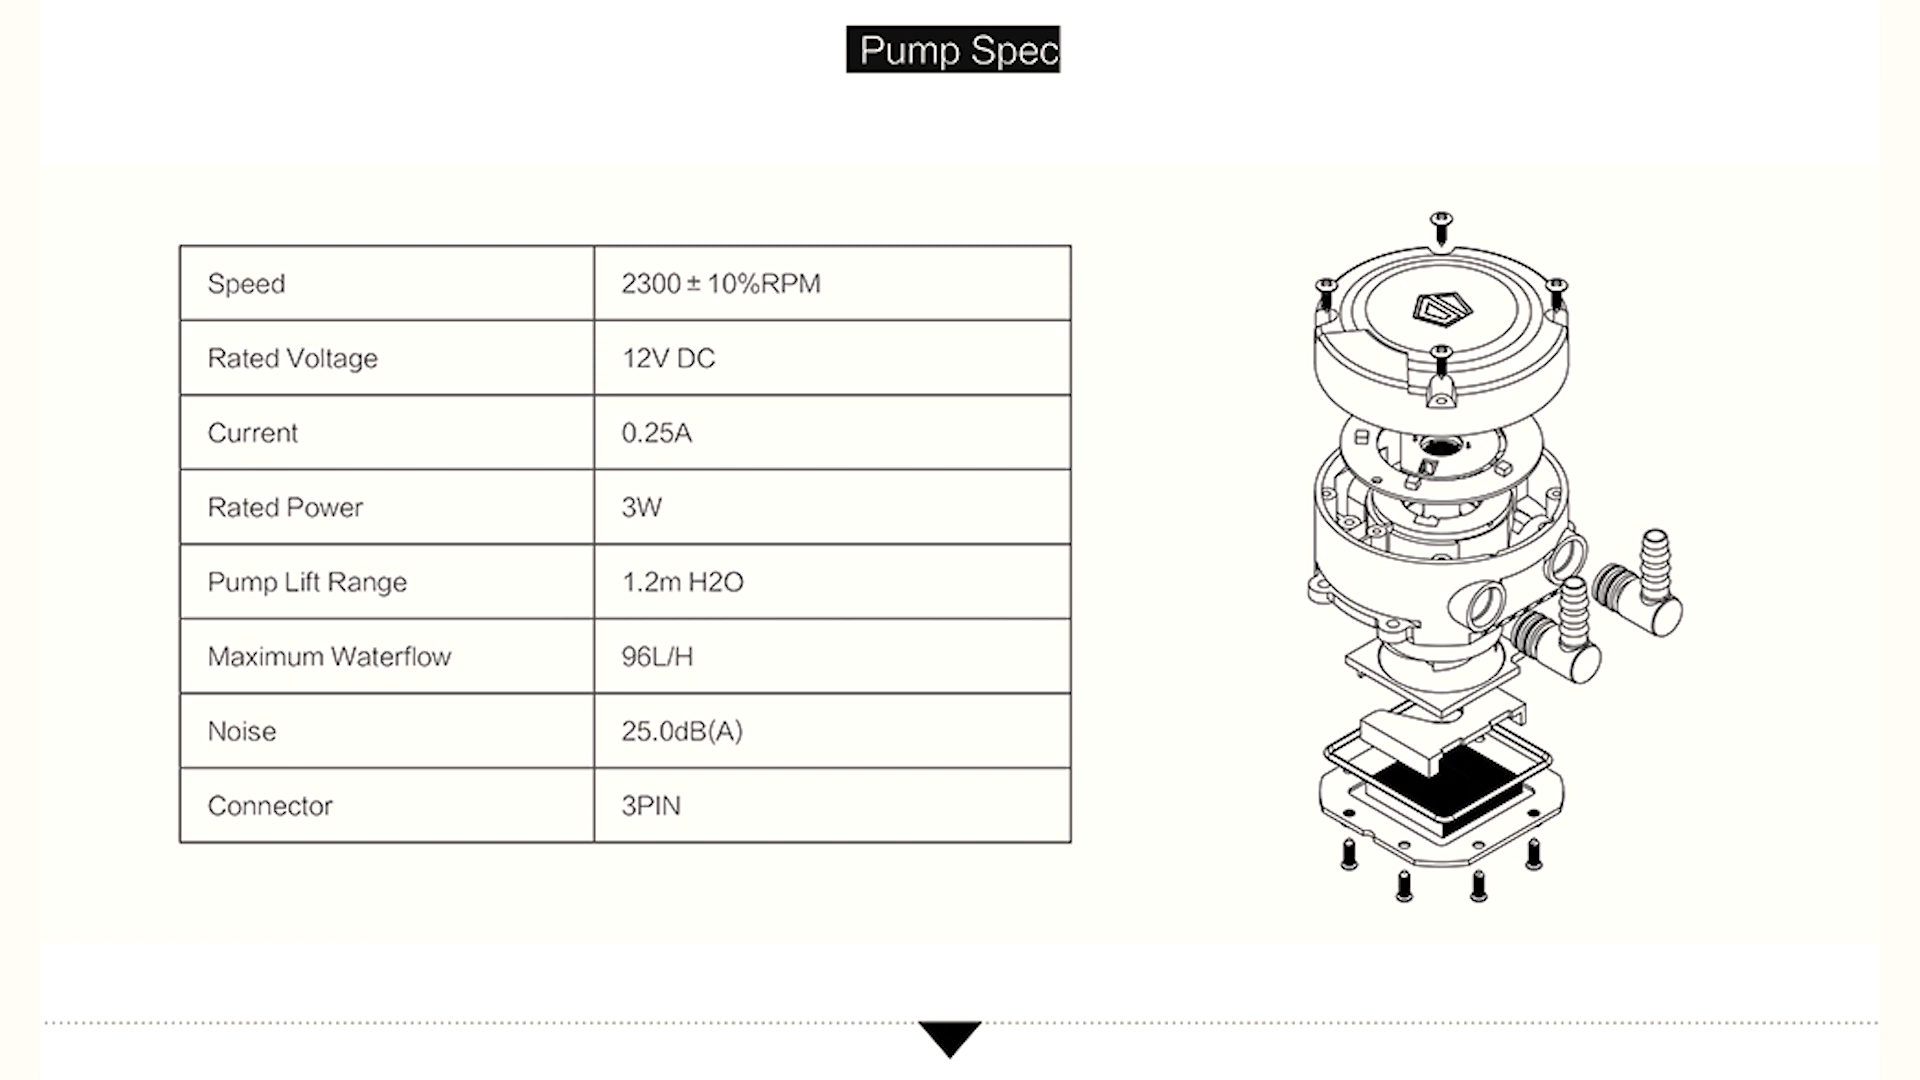 Pump Spec
Speed 2300 ± 10%RPM
Rated Voltage 12V DC
Current 0.25A
Rated Power 3W
Pump Lift Range 1.2m H2O
Maximum Waterflow 96L/H
Noise 25.0dB(A)
Connector 3PIN